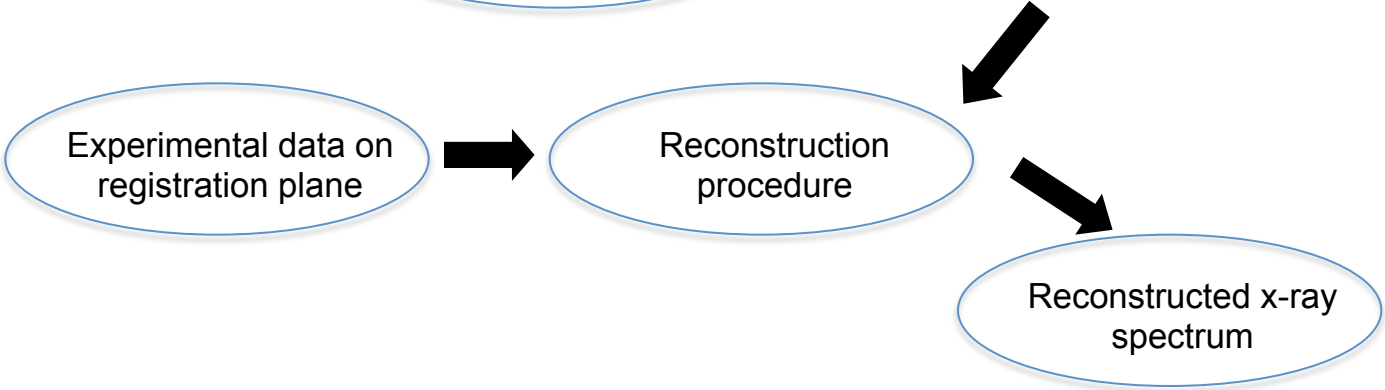 Experimental data on
registration plane
Reconstruction
procedure
Reconstructed x-ray
spectrum